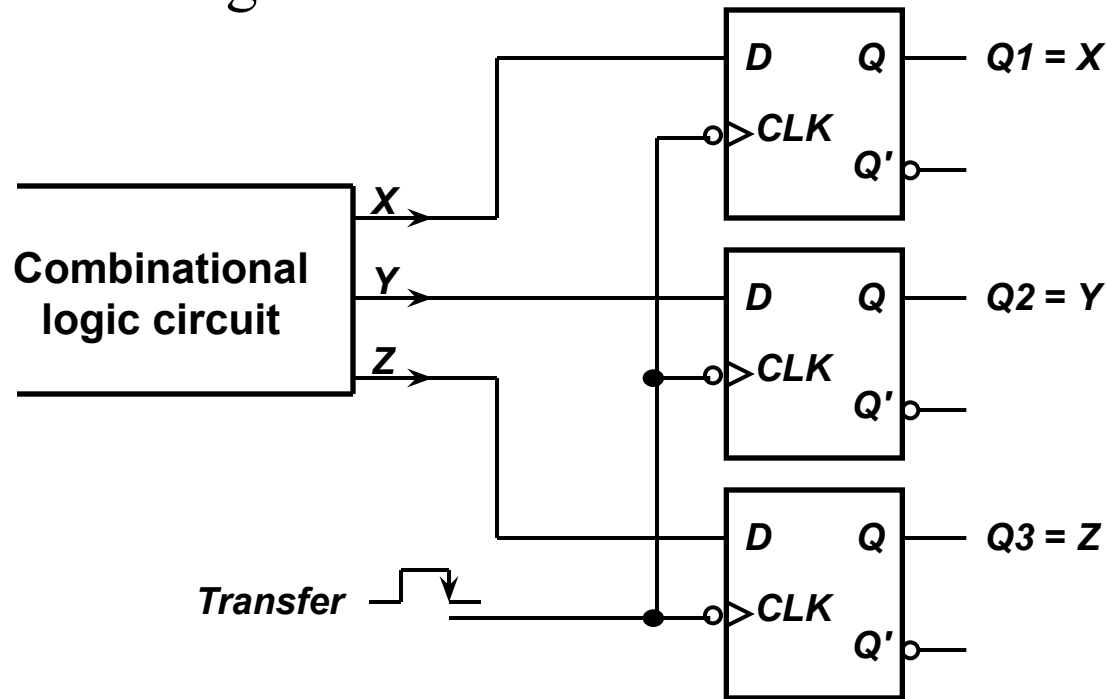 D Q Q1 = X
CLK
Q'
X
Combinational
logic circuit
Y
Z
D Q Q2 = Y
CLK
Q'
D Q Q3 = Z
Transfer
CLK
Q'